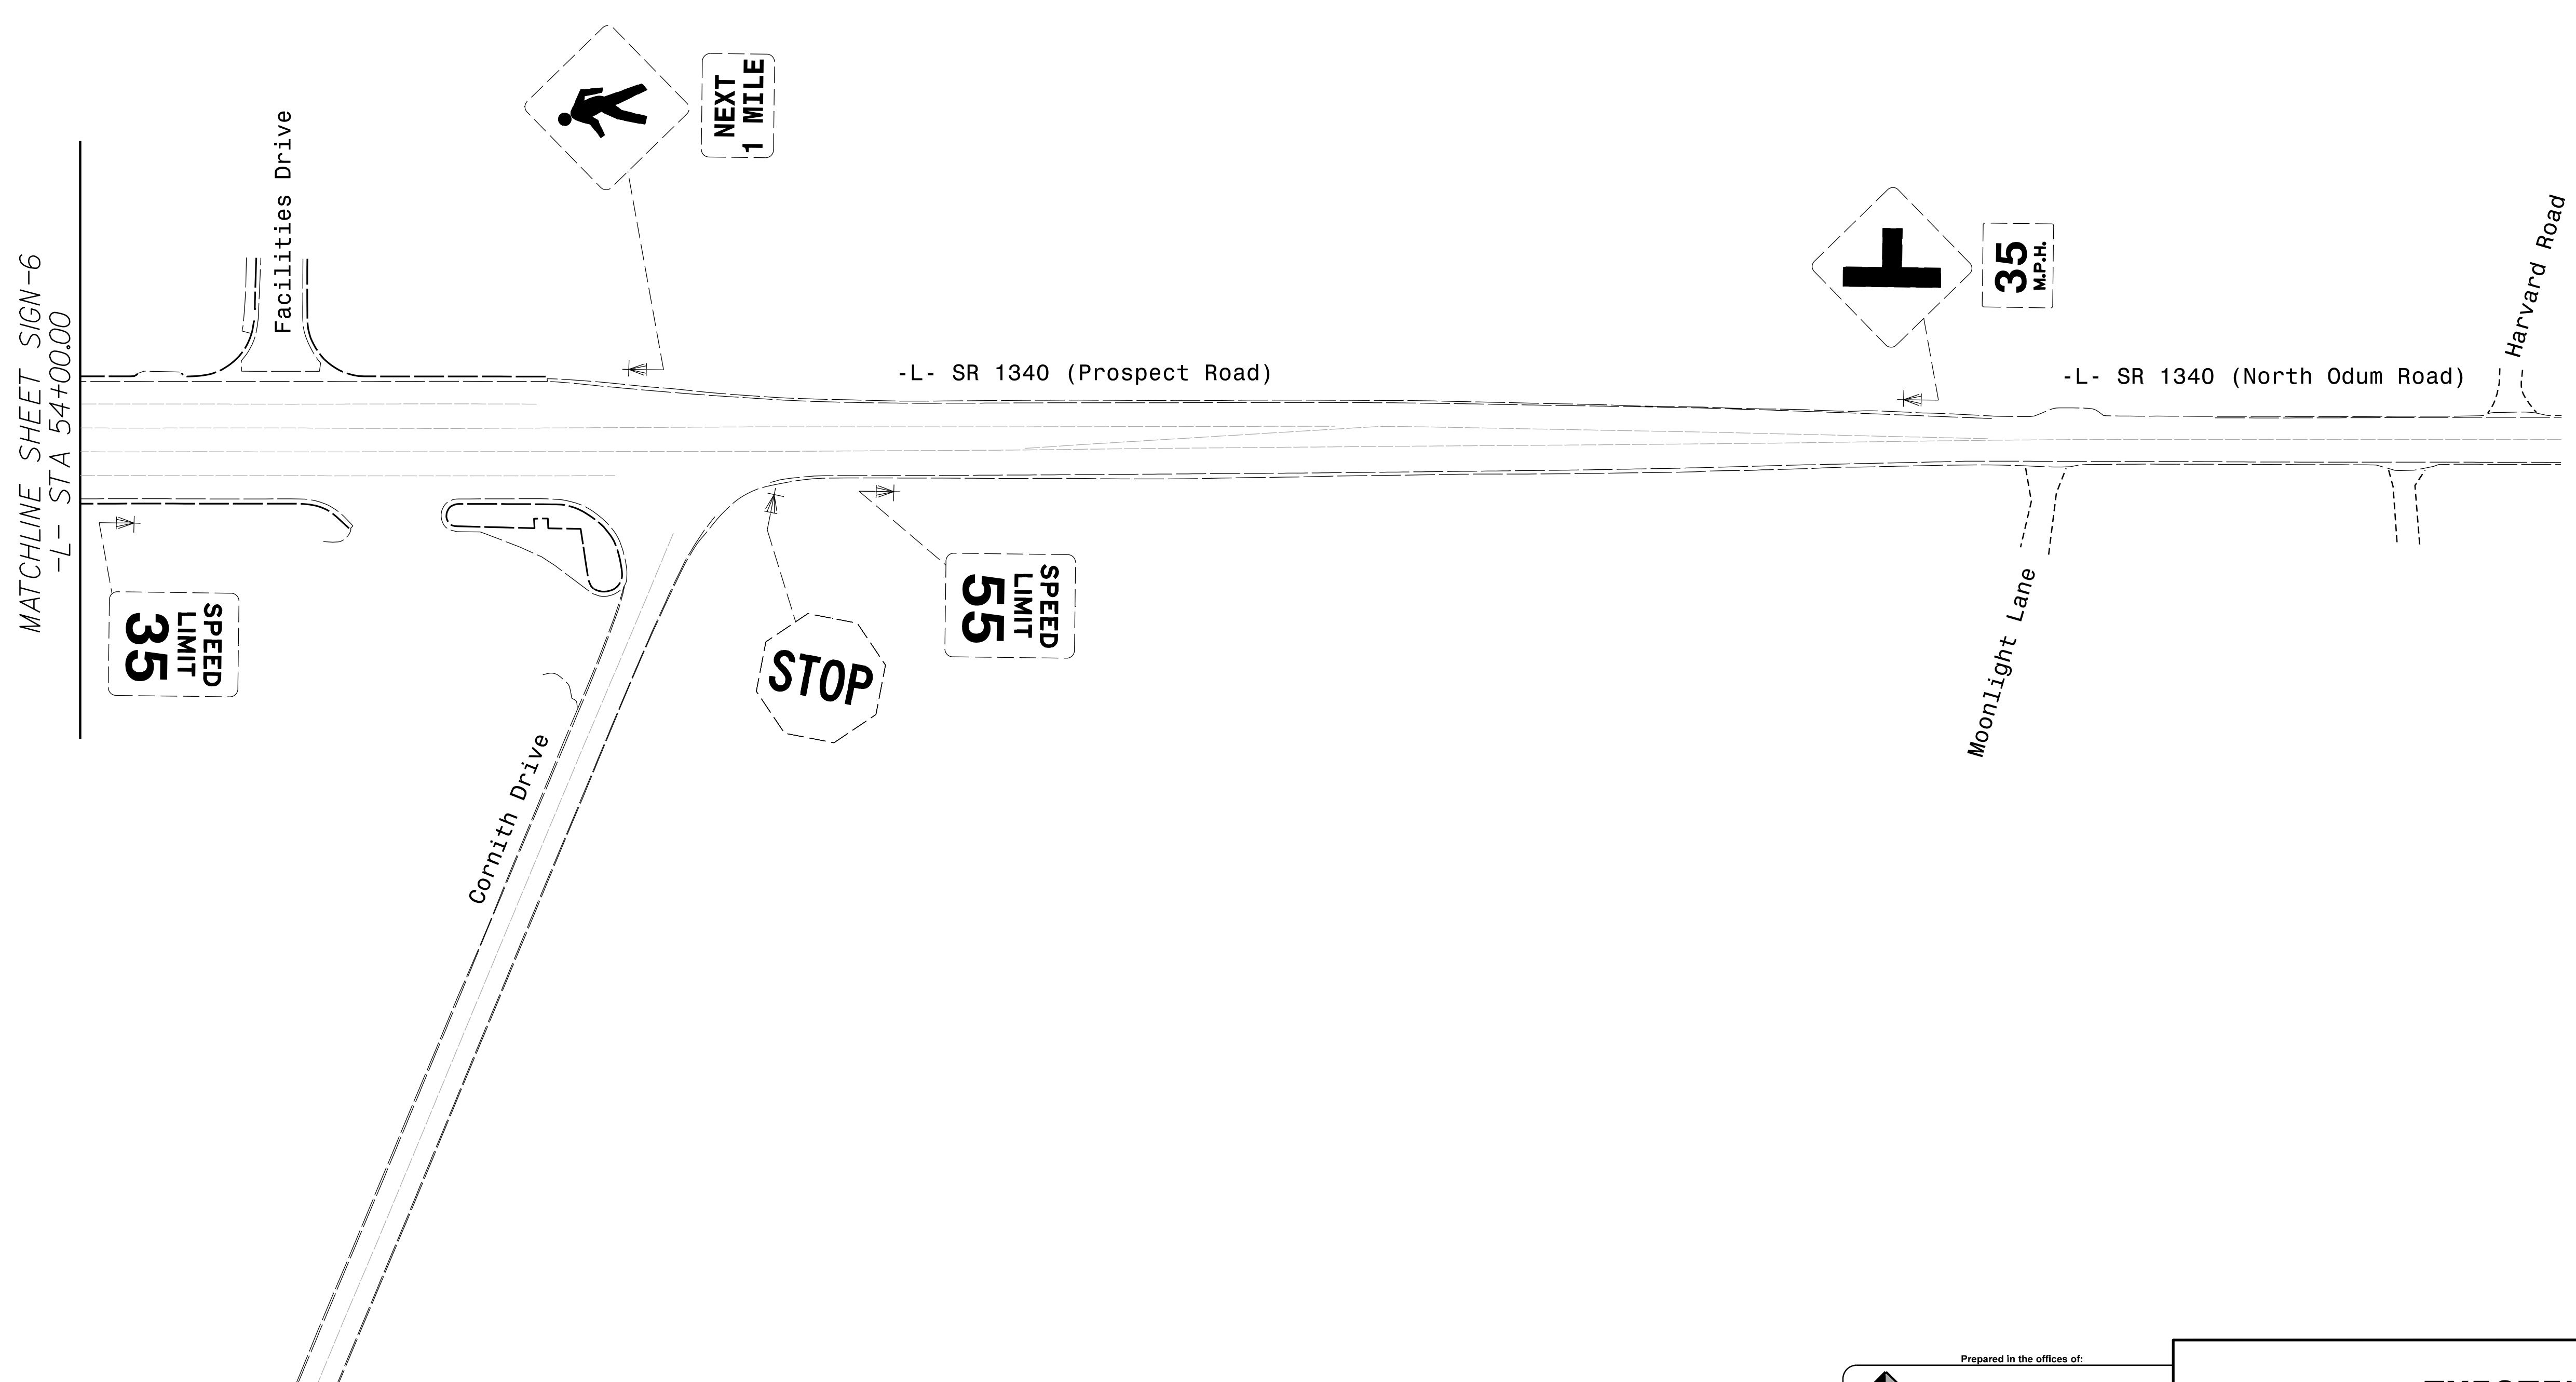 MATCHLINE SHEET SIGN-6
-L- STA 54+00.00
Facilities Drive
NEXT
1 MILE
-L- SR 1340 (Prospect Road)
35
M.P.H.
-L- SR 1340 (North Odum Road)
Harvard Road
SPEED
LIMIT
35
STOP
SPEED
LIMIT
55
Moonlight Lane
Cornith Drive
Prepared in the offices of: